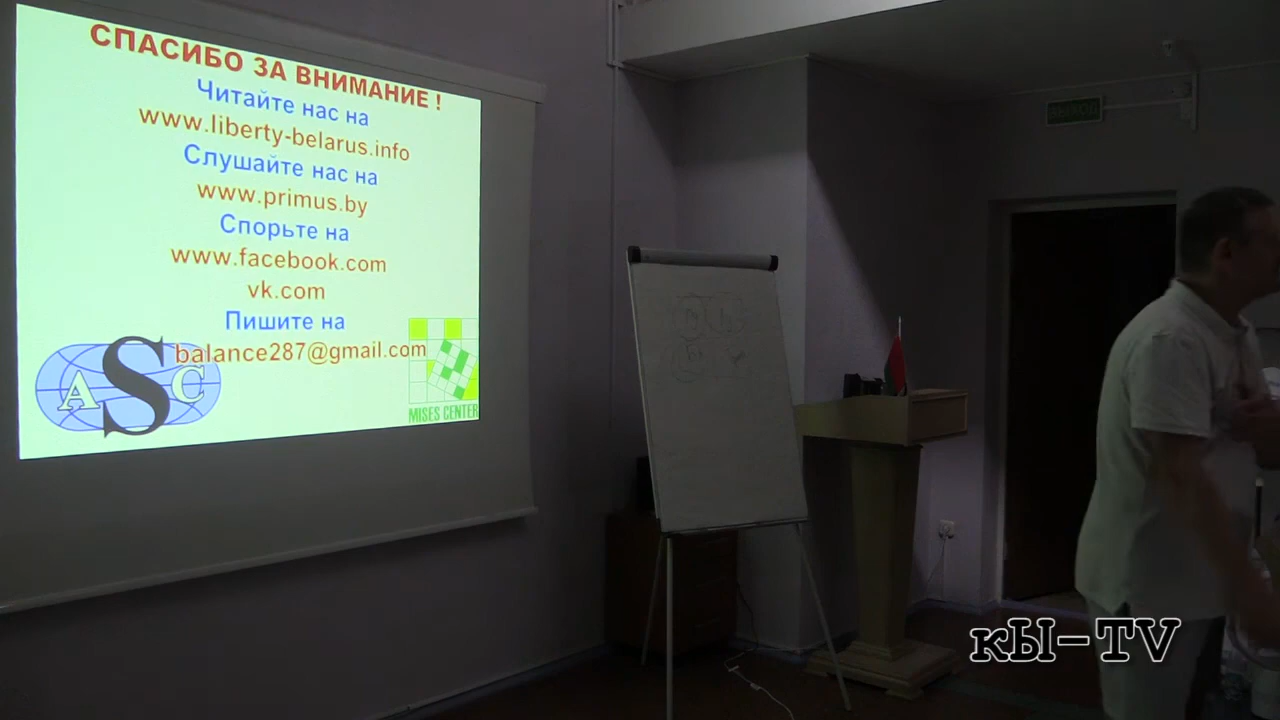 СПАСИБО ЗА ВНИМАНИЕ !
Читайте нас на
www.liberty-belarus.info
Слушайте нас на
www.primus.by
Спорьте на
www.facebook.com
vk.com
Пишите на
balance287@gmail.com
ASC
MISES CENTER
ВЫХОД
кЫ-TV